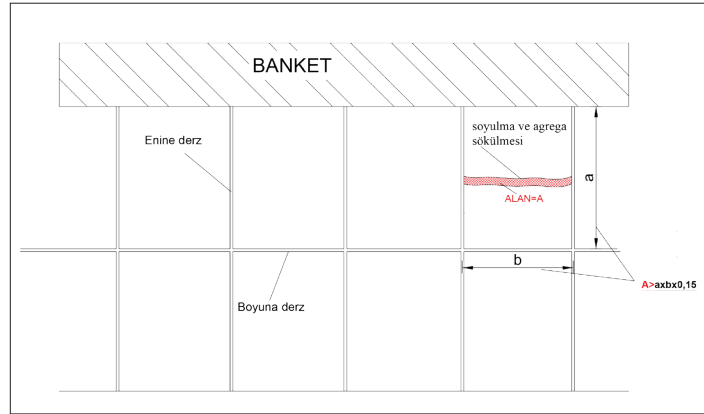 BANKET
Enine derz
soyulma ve agrega
sökülmesi
ALAN=A
a
b
Boyuna derz
A>axbx0,15